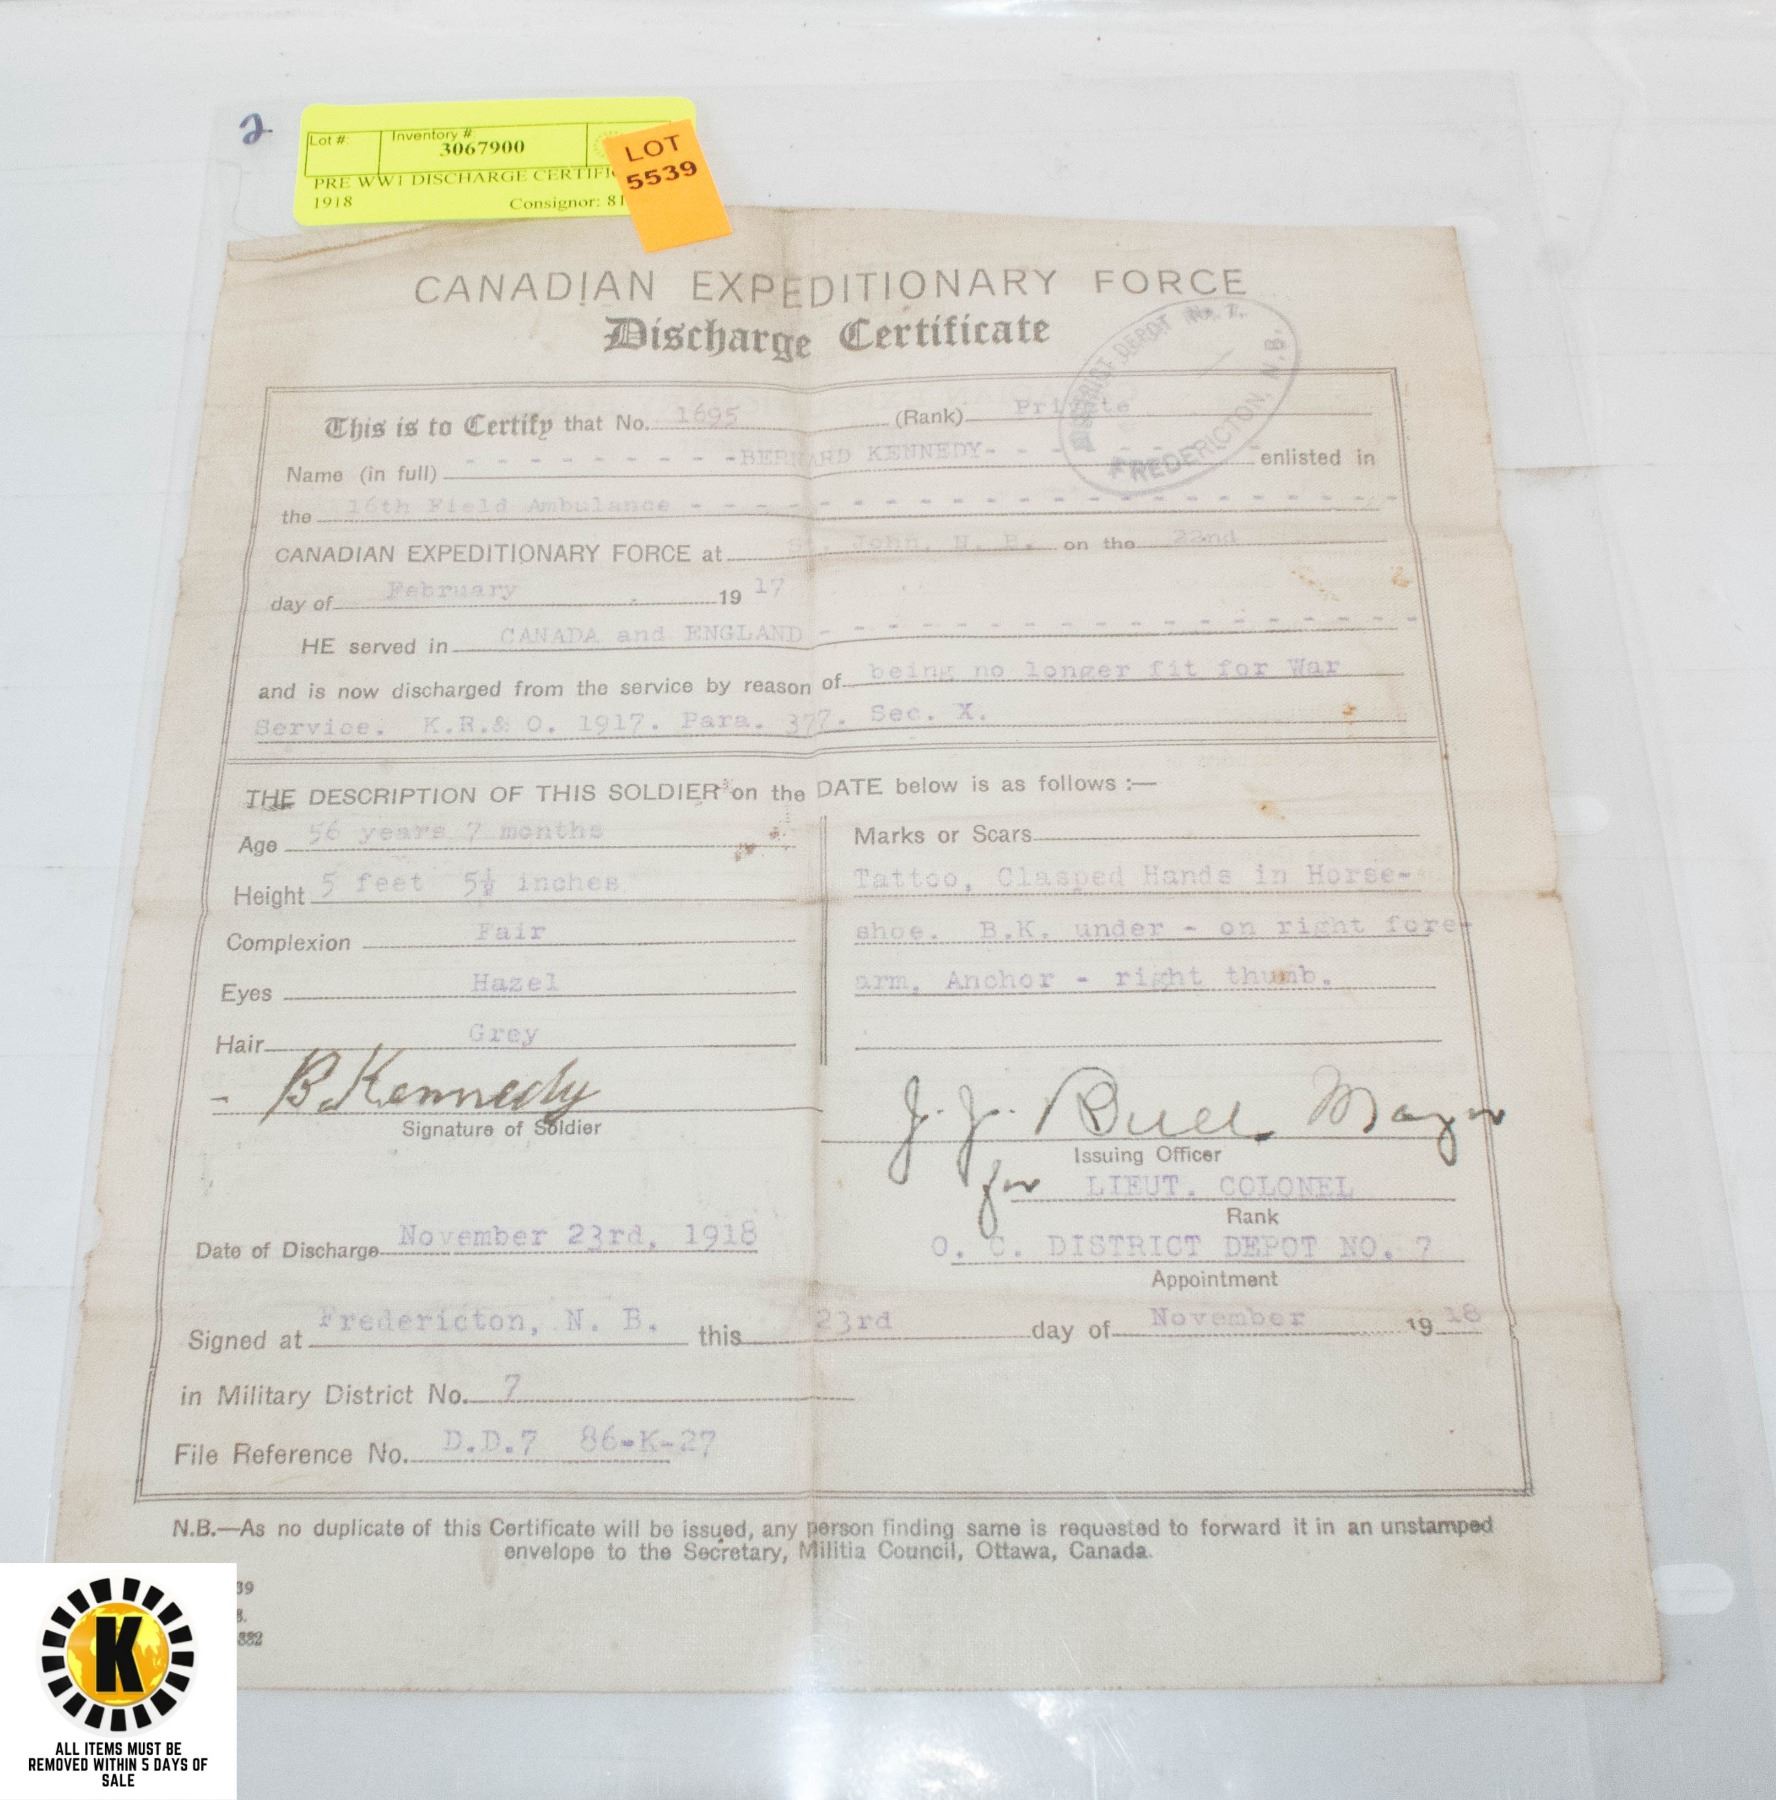 2
Lot #: Inventory #
3067900
PRE WW1 DISCHARGE
1918 Consignor: 81
LOT
5539
CANADIAN EXPEDITIONARY FORCE
Discharge Certificate
DISTRICT DEPOT No. 7.
FREDERICTON, N.B.
This is to Certify that No. 1695 (Rank) Private
Name (in full) - - - - - - - - -BERNARD KENNEDY- - - - - - - - - enlisted in
the 16th Field Ambulance - - - - - - - - - - - - - - - - - - - - - -
CANADIAN EXPEDITIONARY FORCE at St. John, N. B. on the 22nd
day of February 19 17
HE served in CANADA and ENGLAND - - - - - - - - - - - - - - - - - -
and is now discharged from the service by reason of being no longer fit for War
Service. K.R.& O. 1917. Para. 377. Sec. X.
THE DESCRIPTION OF THIS SOLDIER on the DATE below is as follows :—
Age 56 years 7 months
Height 5 feet 5½ inches
Complexion Fair
Eyes Hazel
Hair Grey
Marks or Scars
Tattoo, Clasped Hands in Horse-
shoe. B.K. under - on right fore-
arm. Anchor - right thumb.
B. Kennedy
Signature of Soldier
J. J. Bull Major
Issuing Officer
for LIEUT. COLONEL
Rank
Date of Discharge November 23rd, 1918
O. C. DISTRICT DEPOT NO. 7
Appointment
Signed at Fredericton, N. B. this 23rd day of November 19 18
in Military District No. 7
File Reference No. D.D.7 86-K-27
N.B.—As no duplicate of this Certificate will be issued, any person finding same is requested to forward it in an unstamped
envelope to the Secretary, Militia Council, Ottawa, Canada.
39
8.
332
K
ALL ITEMS MUST BE
REMOVED WITHIN 5 DAYS OF
SALE